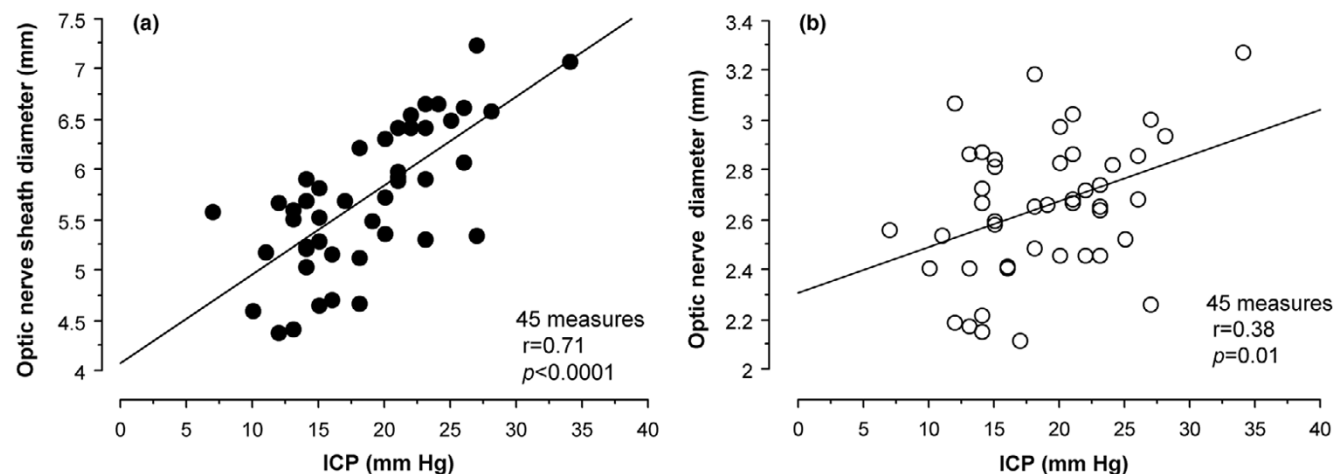 (a)
Optic nerve sheath diameter (mm)
7.5
7
6.5
6
5.5
5
4.5
4
45 measures
r=0.71
p<0.0001
0 5 10 15 20 25 30 35 40
ICP (mm Hg)
(b)
Optic nerve diameter (mm)
3.4
3.2
3
2.8
2.6
2.4
2.2
2
45 measures
r=0.38
p=0.01
0 5 10 15 20 25 30 35 40
ICP (mm Hg)